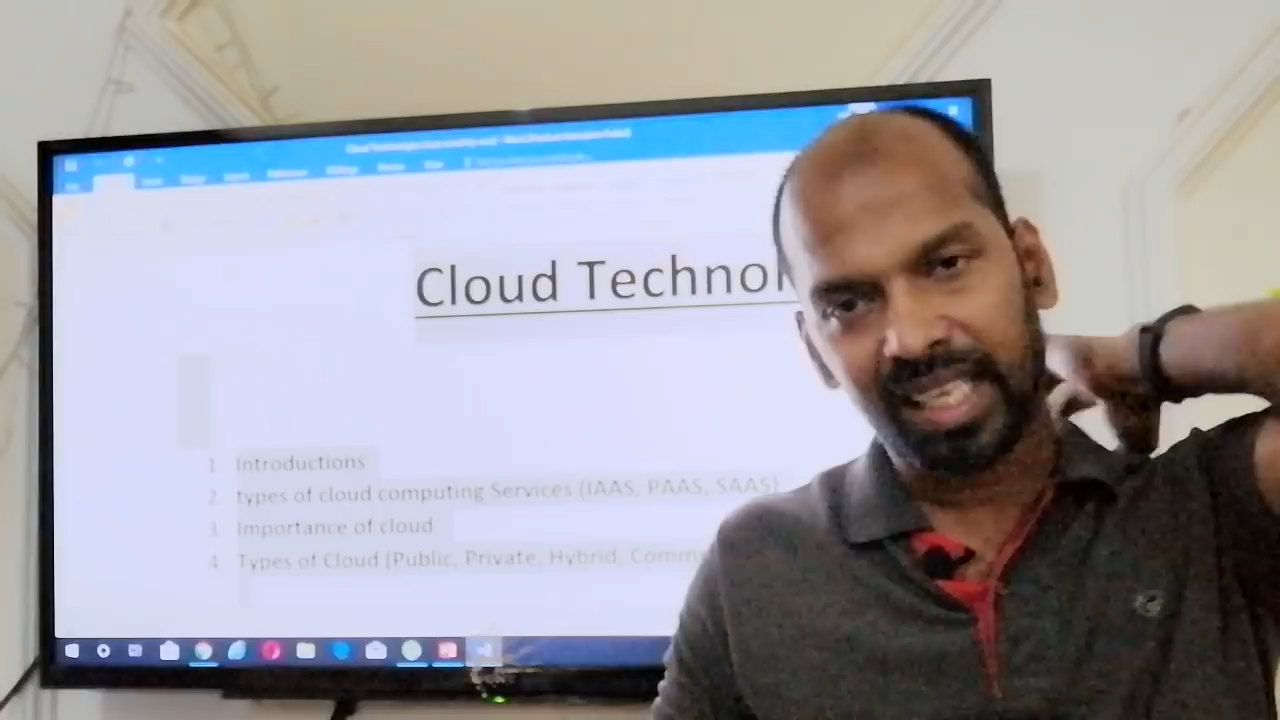 Cloud Technol
1 Introductions
2. types of cloud computing Services (IAAS, PAAS, SAAS)
3 Importance of cloud
4 Types of Cloud (Public, Private, Hybrid, Comm